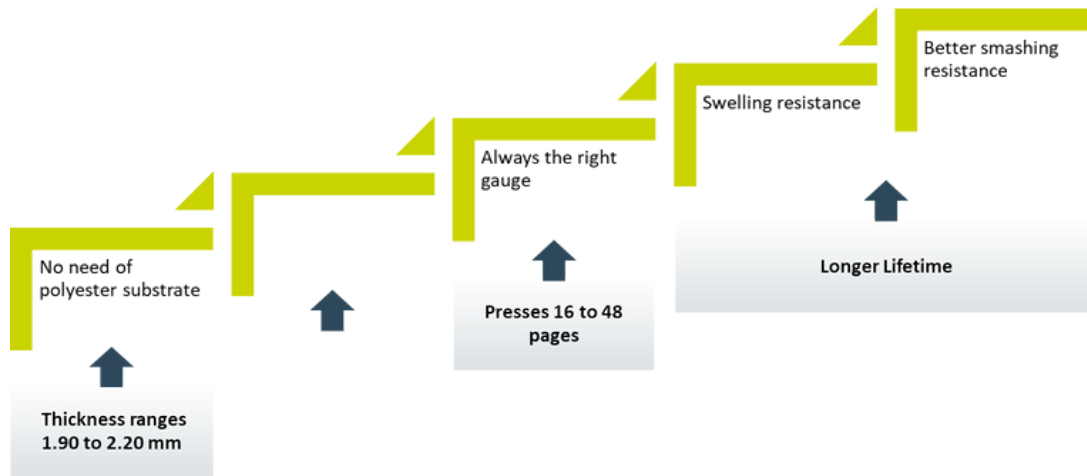 No need of
polyester substrate
Thickness ranges
1.90 to 2.20 mm
Always the right
gauge
Presses 16 to 48
pages
Swelling resistance
Better smashing
resistance
Longer Lifetime